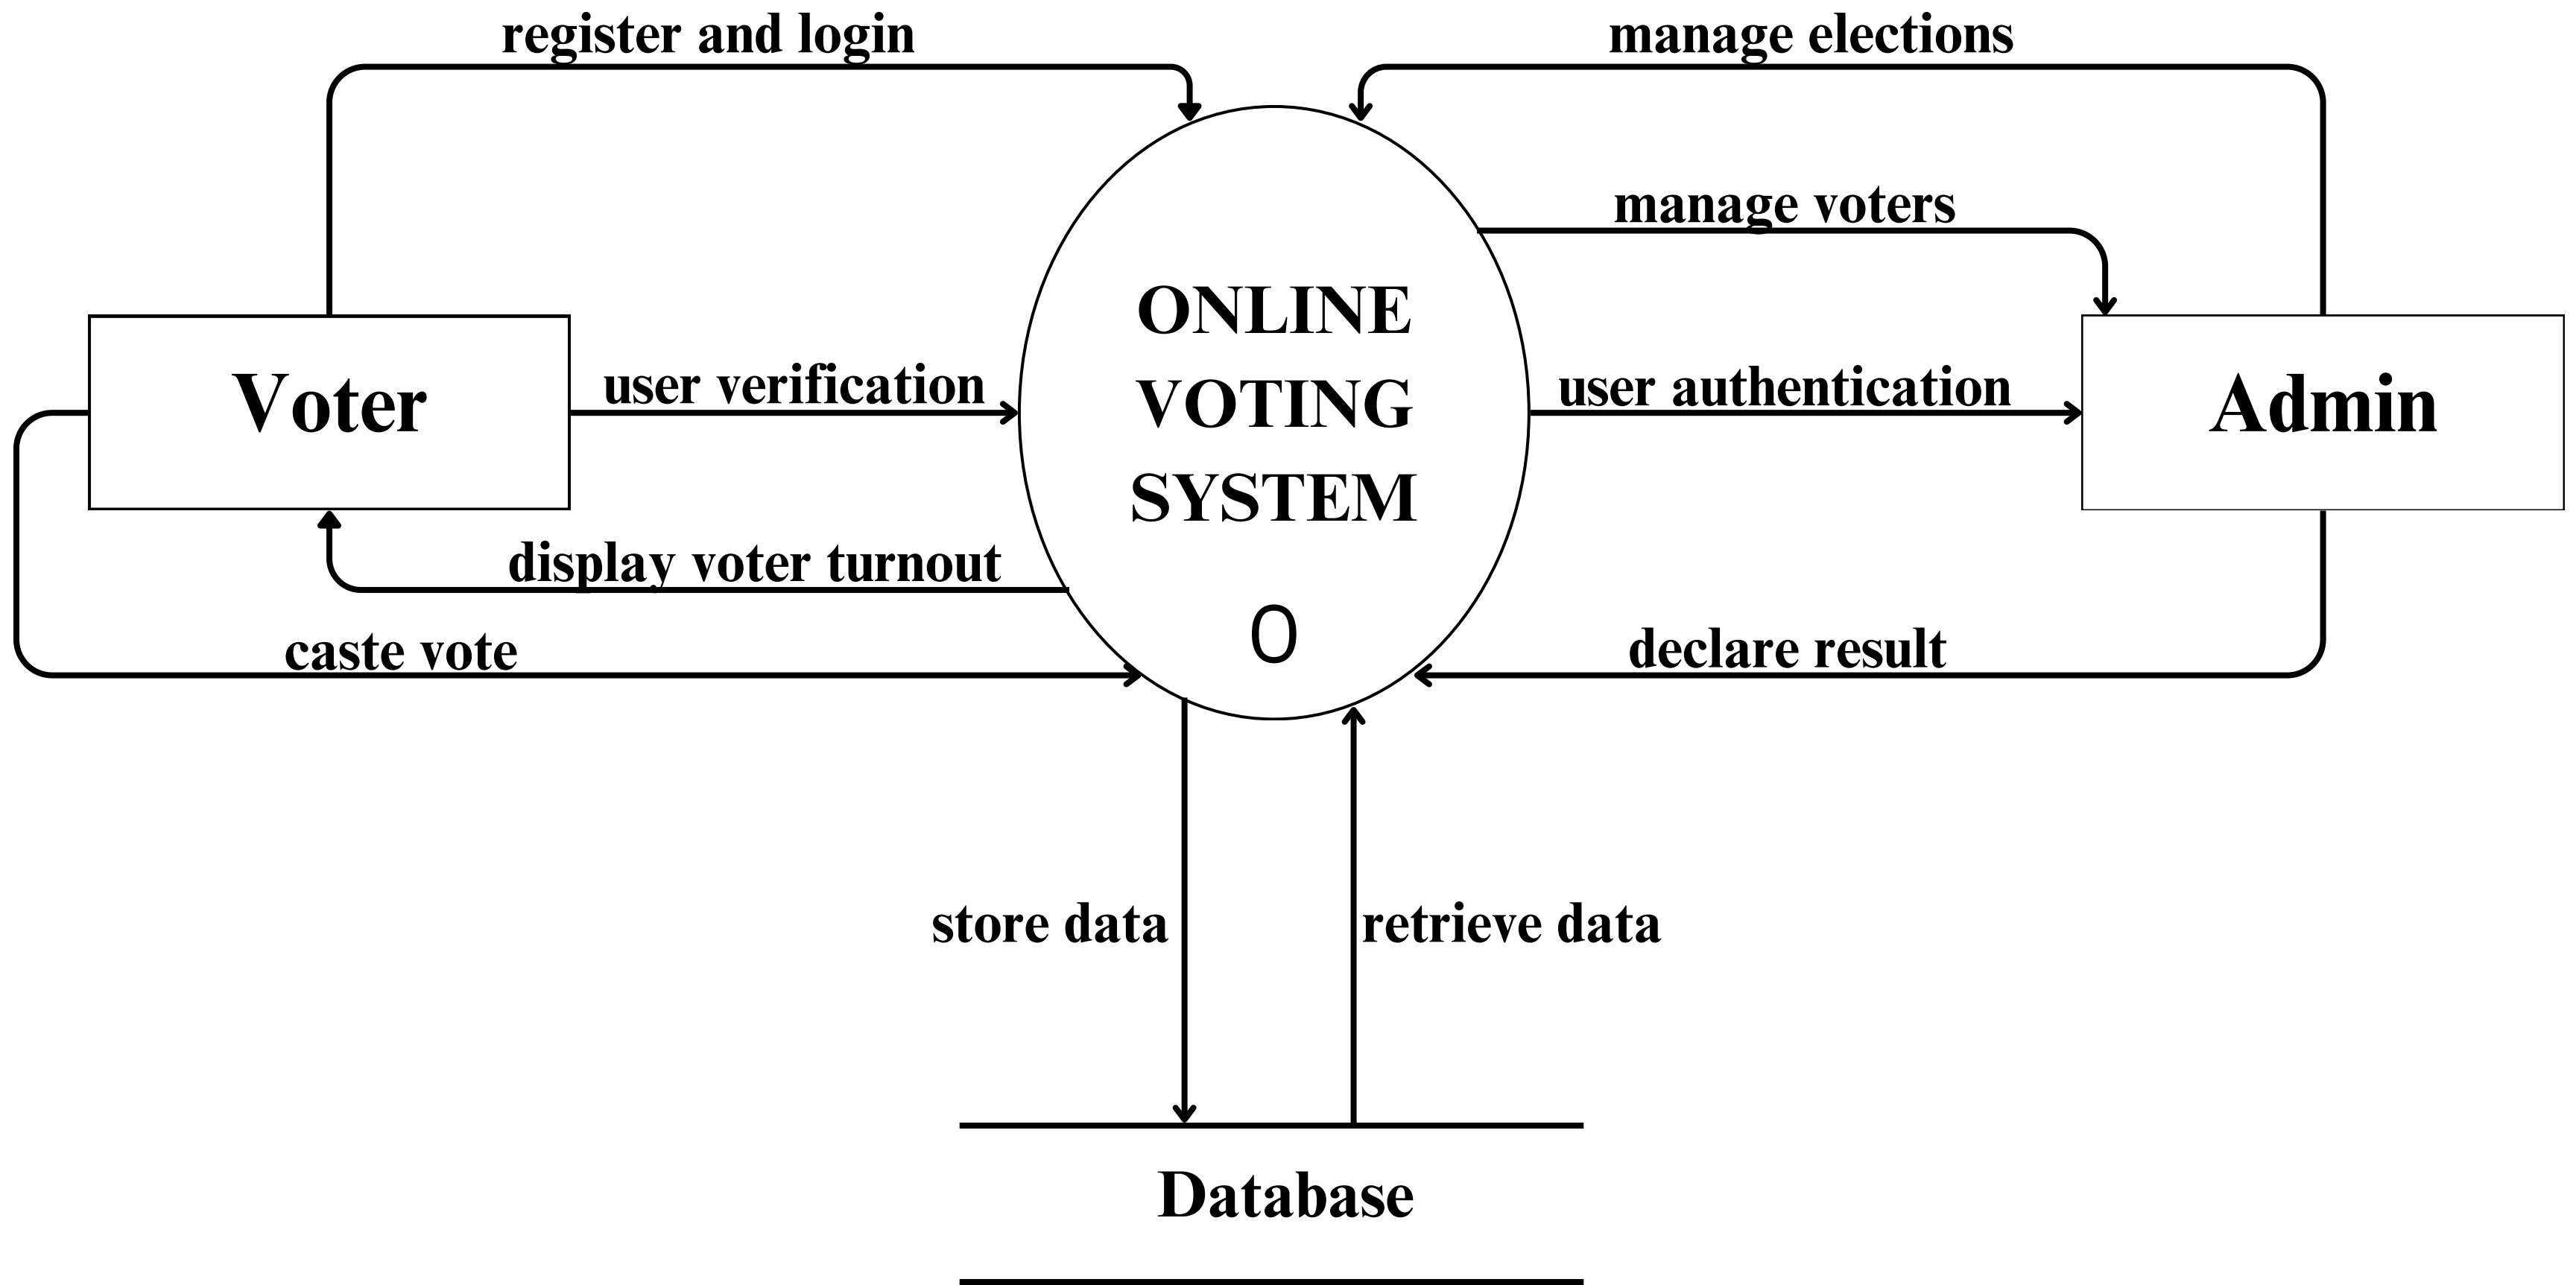 register and login
manage elections
manage voters
ONLINE
VOTING
SYSTEM
0
Voter
user verification
user authentication
Admin
display voter turnout
caste vote
declare result
store data
retrieve data
Database